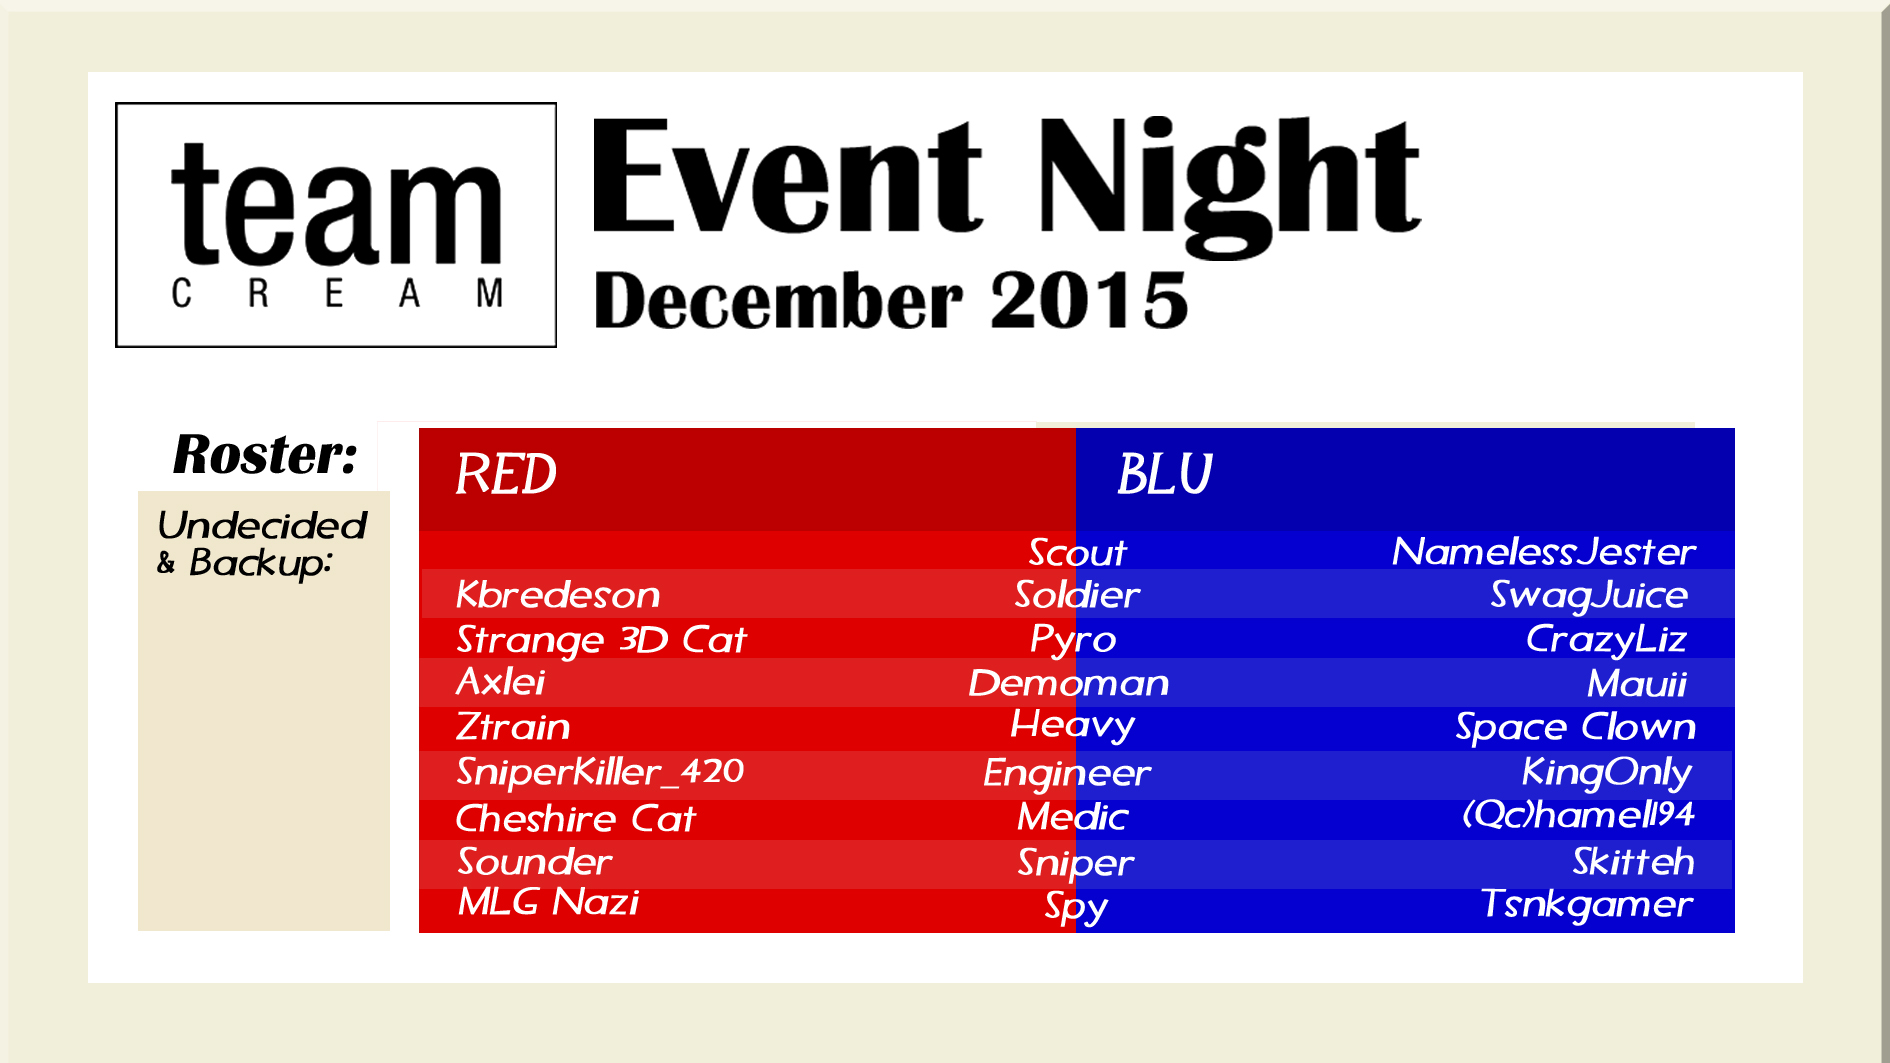 team
CREAM
Event Night
December 2015
Roster:
Undecided
& Backup:
RED BLU
Scout NamelessJester
Kbredeson Soldier SwagJuice
Strange 3D Cat Pyro CrazyLiz
Axlei Demoman Mauii
Ztrain Heavy Space Clown
SniperKiller_420 Engineer KingOnly
Cheshire Cat Medic (Qc)hamel194
Sounder Sniper Skitteh
MLG Nazi Spy Tsnkgamer